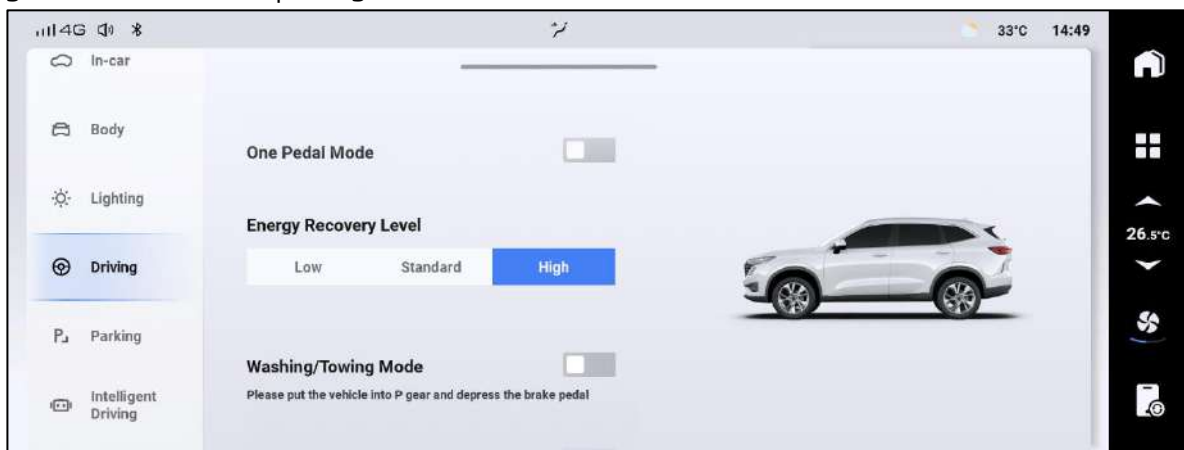 4G
33°C 14:49
In-car
Body
Lighting
Driving
Parking
Intelligent
Driving
One Pedal Mode
Energy Recovery Level
Low Standard High
Washing/Towing Mode
Please put the vehicle into P gear and depress the brake pedal
26.5°C